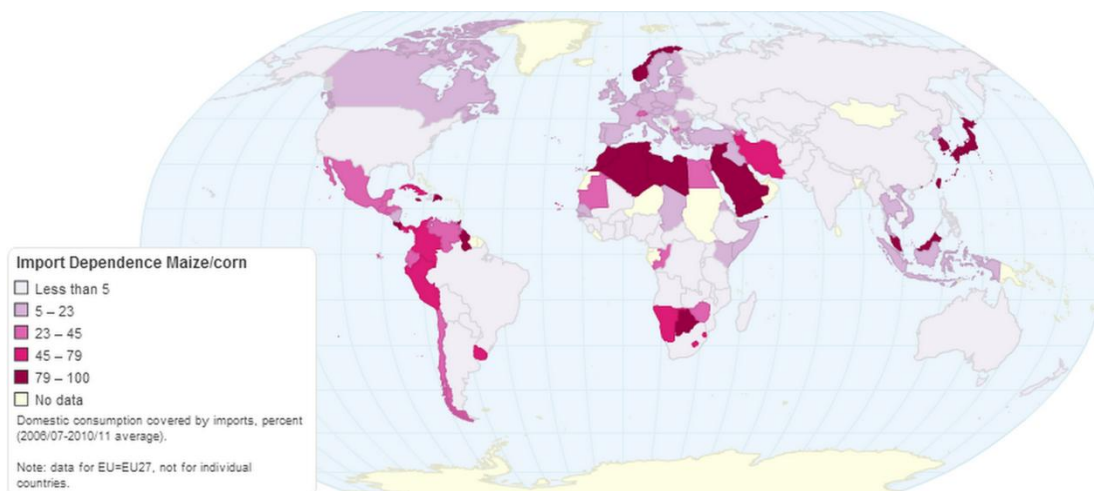 Import Dependence Maize/corn
Less than 5
5 – 23
23 – 45
45 – 79
79 – 100
No data
Domestic consumption covered by imports, percent
(2006/07-2010/11 average).
Note: data for EU=EU27, not for individual
countries.